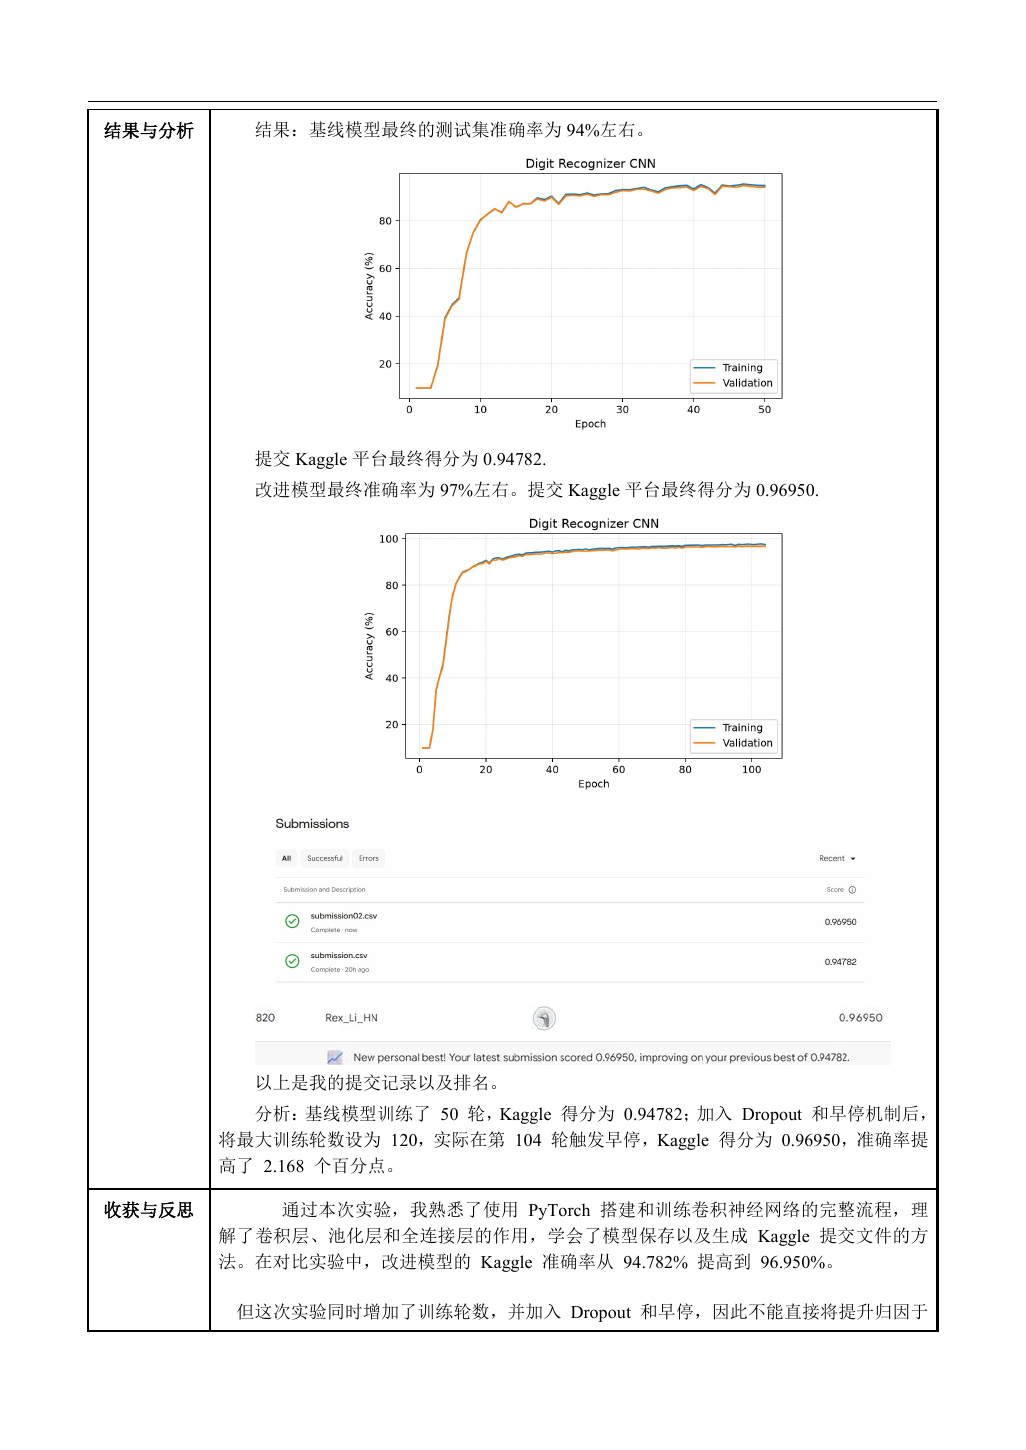 结果与分析
结果：基线模型最终的测试集准确率为 94%左右。
Digit Recognizer CNN
Accuracy (%)
80
60
40
20
0 10 20 30 40 50
Epoch
Training
Validation
提交 Kaggle 平台最终得分为 0.94782.
改进模型最终准确率为 97%左右。提交 Kaggle 平台最终得分为 0.96950.
Digit Recognizer CNN
Accuracy (%)
100
80
60
40
20
0 20 40 60 80 100
Epoch
Training
Validation
Submissions
All Successful Errors Recent
Submission and Description Score
submission02.csv
Complete · now
0.96950
submission.csv
Complete · 20h ago
0.94782
820 Rex_Li_HN 0.96950
New personal best! Your latest submission scored 0.96950, improving on your previous best of 0.94782.
以上是我的提交记录以及排名。
分析：基线模型训练了 50 轮，Kaggle 得分为 0.94782；加入 Dropout 和早停机制后，
将最大训练轮数设为 120，实际在第 104 轮触发早停，Kaggle 得分为 0.96950，准确率提
高了 2.168 个百分点。
收获与反思
通过本次实验，我熟悉了使用 PyTorch 搭建和训练卷积神经网络的完整流程，理
解了卷积层、池化层和全连接层的作用，学会了模型保存以及生成 Kaggle 提交文件的方
法。在对比实验中，改进模型的 Kaggle 准确率从 94.782% 提高到 96.950%。
但这次实验同时增加了训练轮数，并加入 Dropout 和早停，因此不能直接将提升归因于